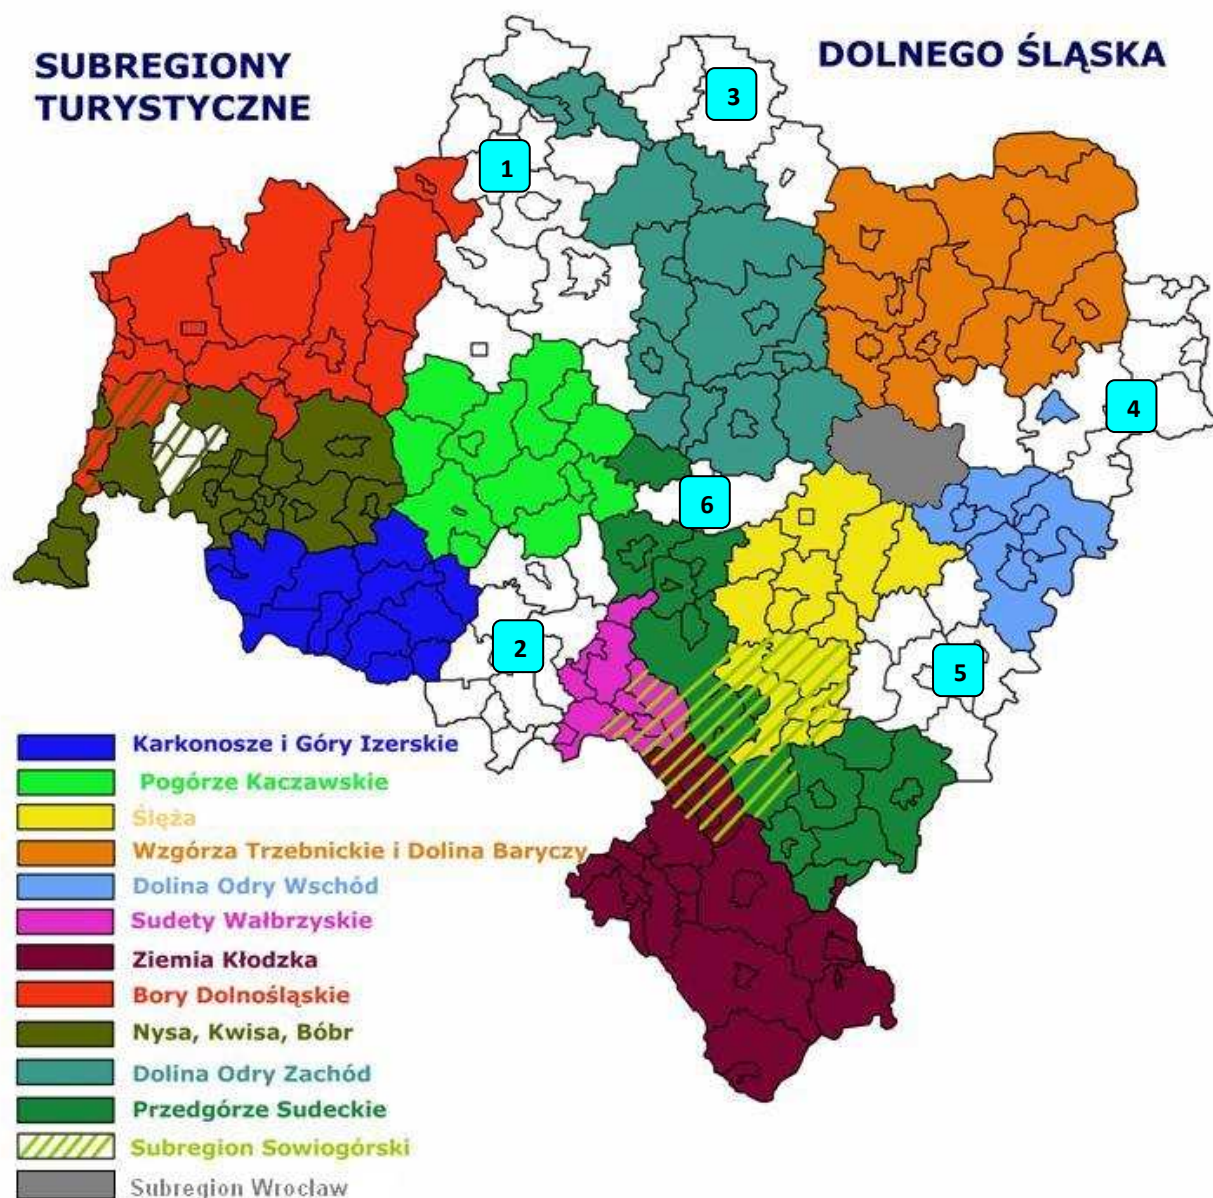 SUBREGIONY
TURYSTYCZNE
DOLNEGO ŚLĄSKA
3
1
4
6
2
5
Karkonosze i Góry Izerskie
Pogórze Kaczawskie
Ślęża
Wzgórza Trzebnickie i Dolina Baryczy
Dolina Odry Wschód
Sudety Wałbrzyskie
Ziemia Kłodzka
Bory Dolnośląskie
Nysa, Kwisa, Bóbr
Dolina Odry Zachód
Przedgórze Sudeckie
Subregion Sowiogórski
Subregion Wrocław